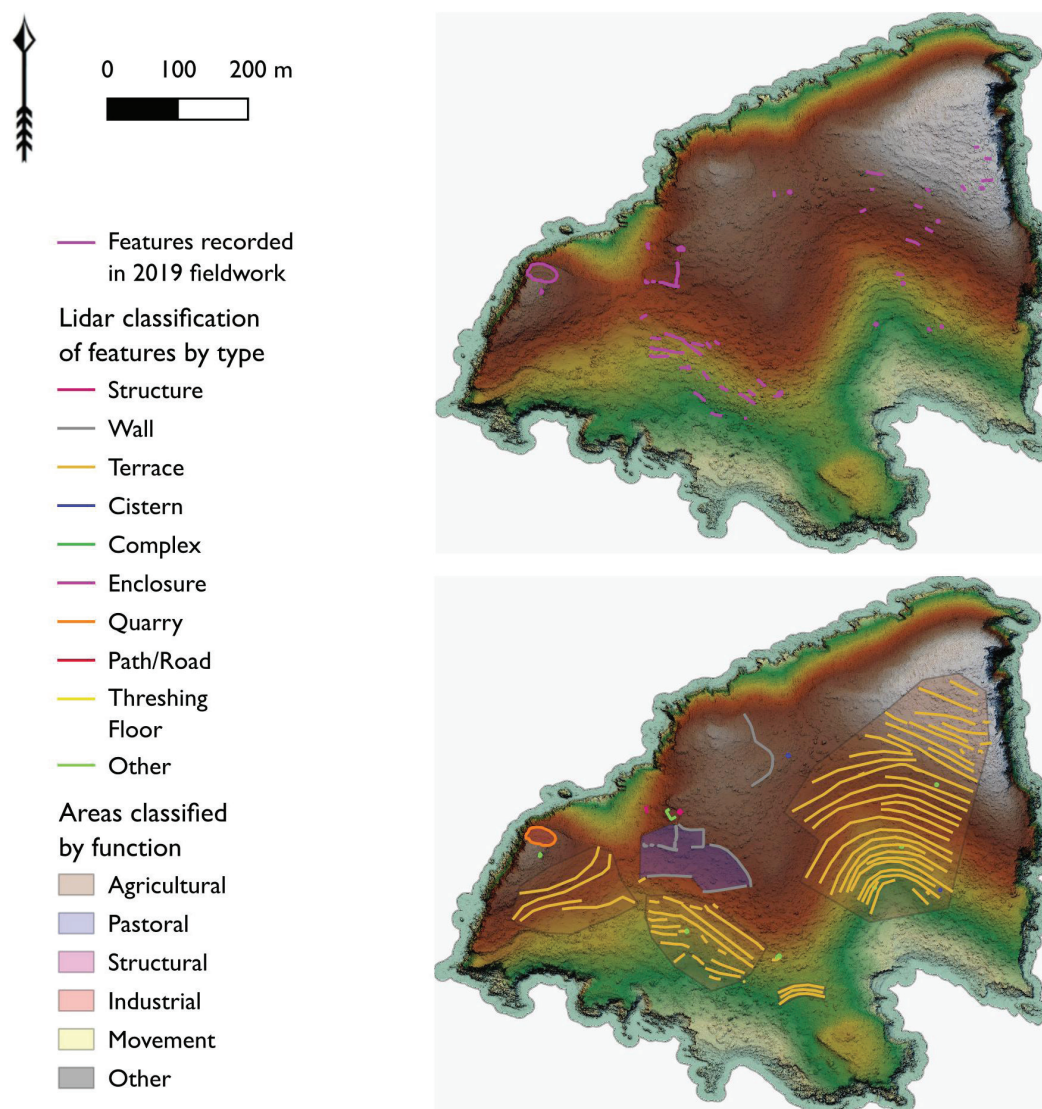 0 100 200 m
Features recorded
in 2019 fieldwork
Lidar classification
of features by type
Structure
Wall
Terrace
Cistern
Complex
Enclosure
Quarry
Path/Road
Threshing
Floor
Other
Areas classified
by function
Agricultural
Pastoral
Structural
Industrial
Movement
Other